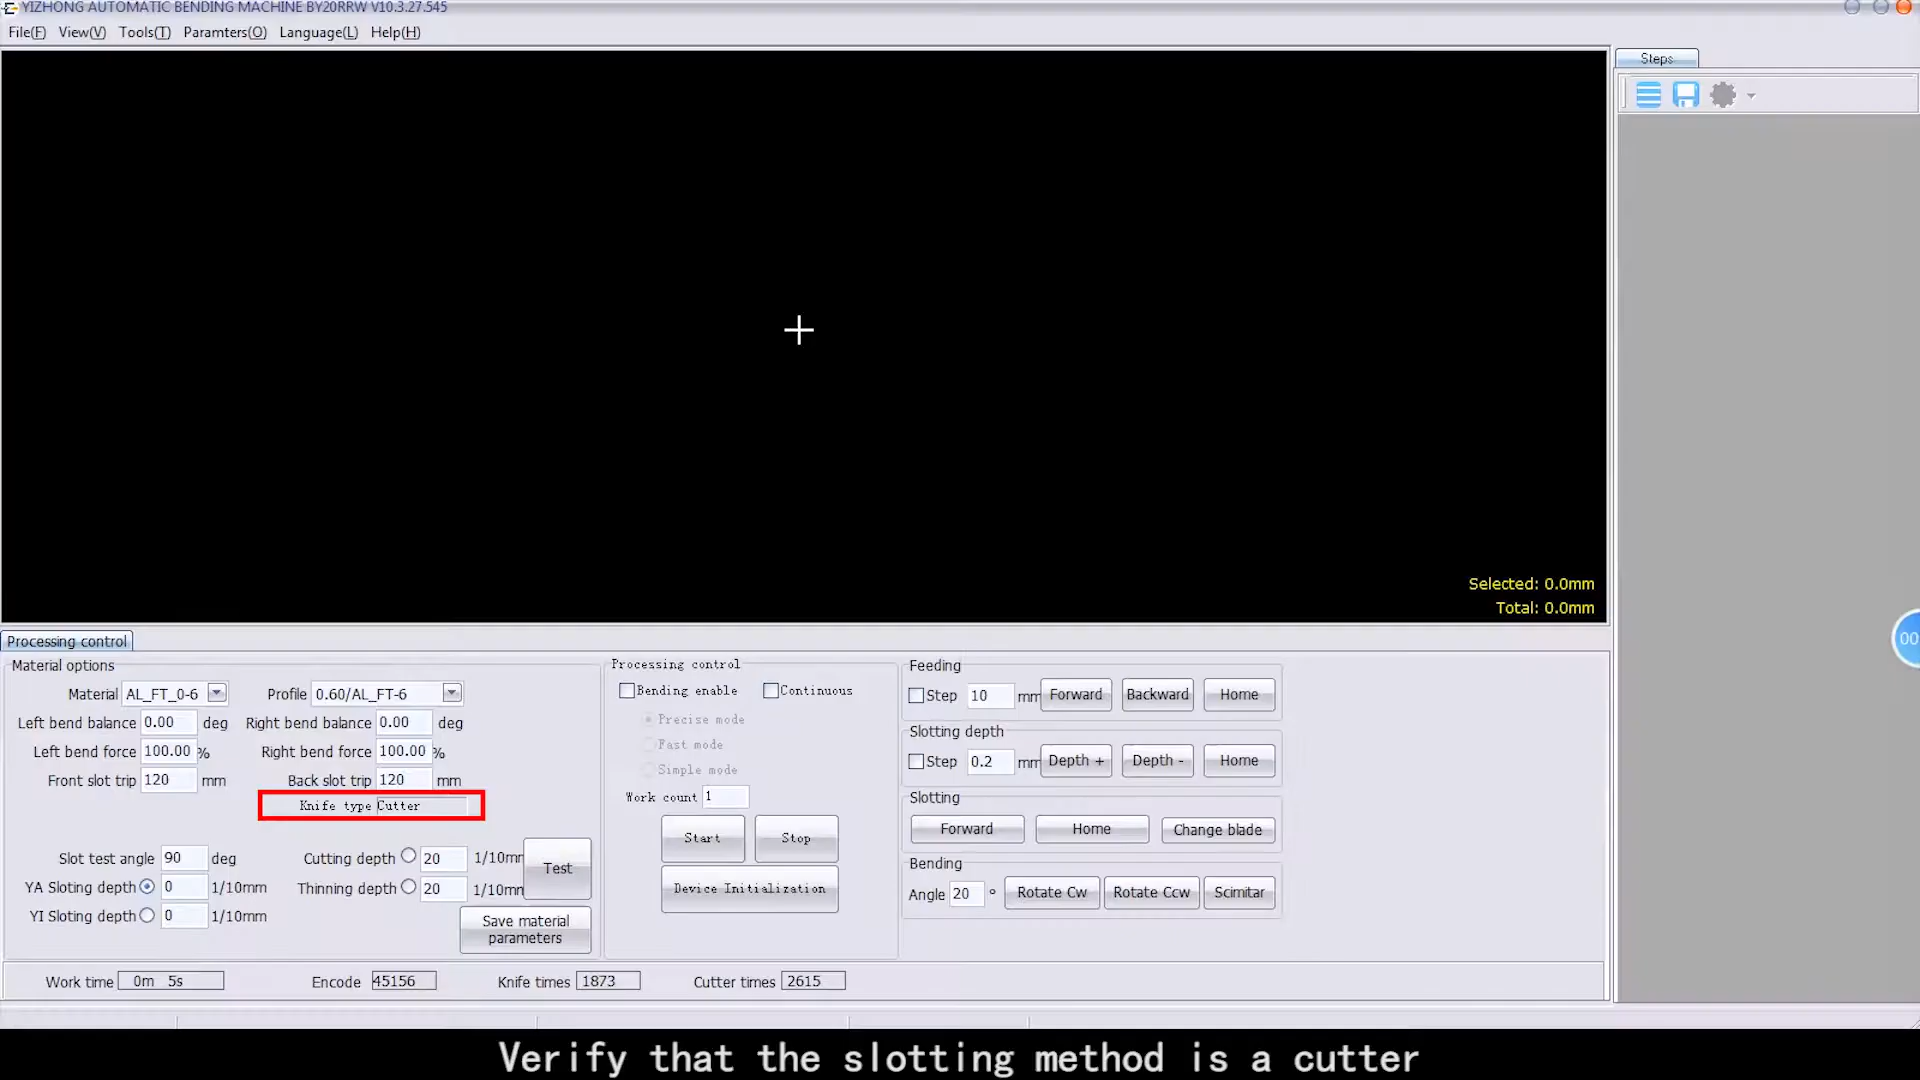 YIZHONG AUTOMATIC BENDING MACHINE BY20RRW V10.3.27.545
File(F) View(V) Tools(T) Paramters(O) Language(L) Help(H)
Steps
Selected: 0.0mm
Total: 0.0mm
00
Processing control
Material options
Material AL_FT_0-6 Profile 0.60/AL_FT-6
Left bend balance 0.00 deg Right bend balance 0.00 deg
Left bend force 100.00 % Right bend force 100.00 %
Front slot trip 120 mm Back slot trip 120 mm
Knife type Cutter
Slot test angle 90 deg Cutting depth 20 1/10mm
YA Sloting depth 0 1/10mm Thinning depth 20 1/10mm
YI Sloting depth 0 1/10mm
Test
Save material
parameters
Processing control
Bending enable Continuous
Precise mode
Fast mode
Simple mode
Work count 1
Start Stop
Device Initialization
Feeding
Step 10 mm Forward Backward Home
Slotting depth
Step 0.2 mm Depth + Depth - Home
Slotting
Forward Home Change blade
Bending
Angle 20 ° Rotate Cw Rotate Ccw Scimitar
Work time 0m 5s Encode 45156 Knife times 1873 Cutter times 2615
Verify that the slotting method is a cutter